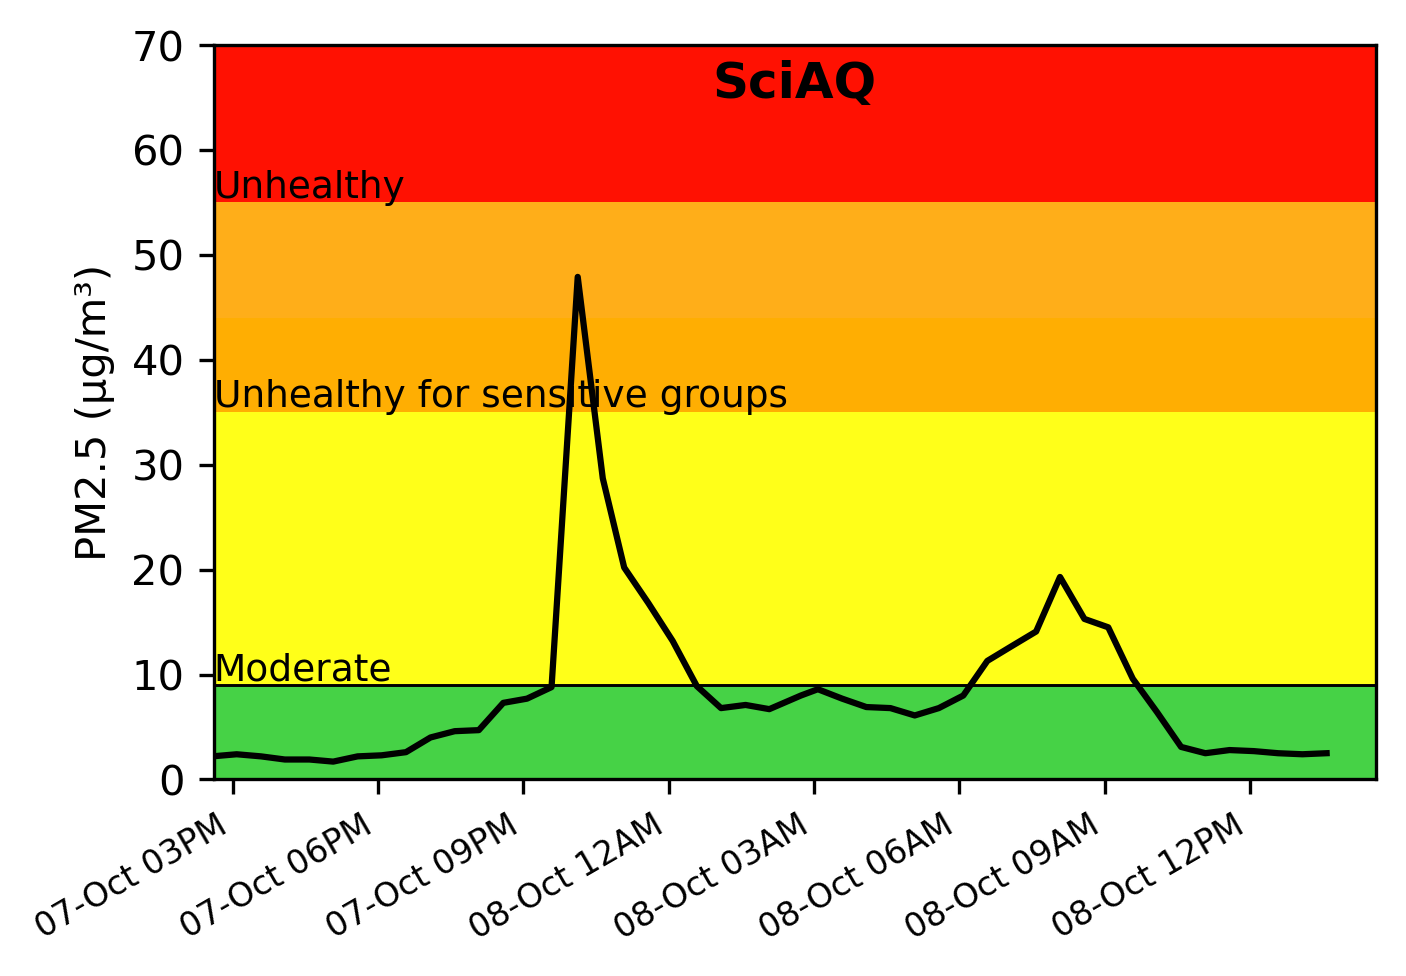 SciAQ
70
60
50
40
30
20
10
0
PM2.5 (µg/m³)
Unhealthy
Unhealthy for sensitive groups
Moderate
07-Oct 03PM
07-Oct 06PM
07-Oct 09PM
08-Oct 12AM
08-Oct 03AM
08-Oct 06AM
08-Oct 09AM
08-Oct 12PM